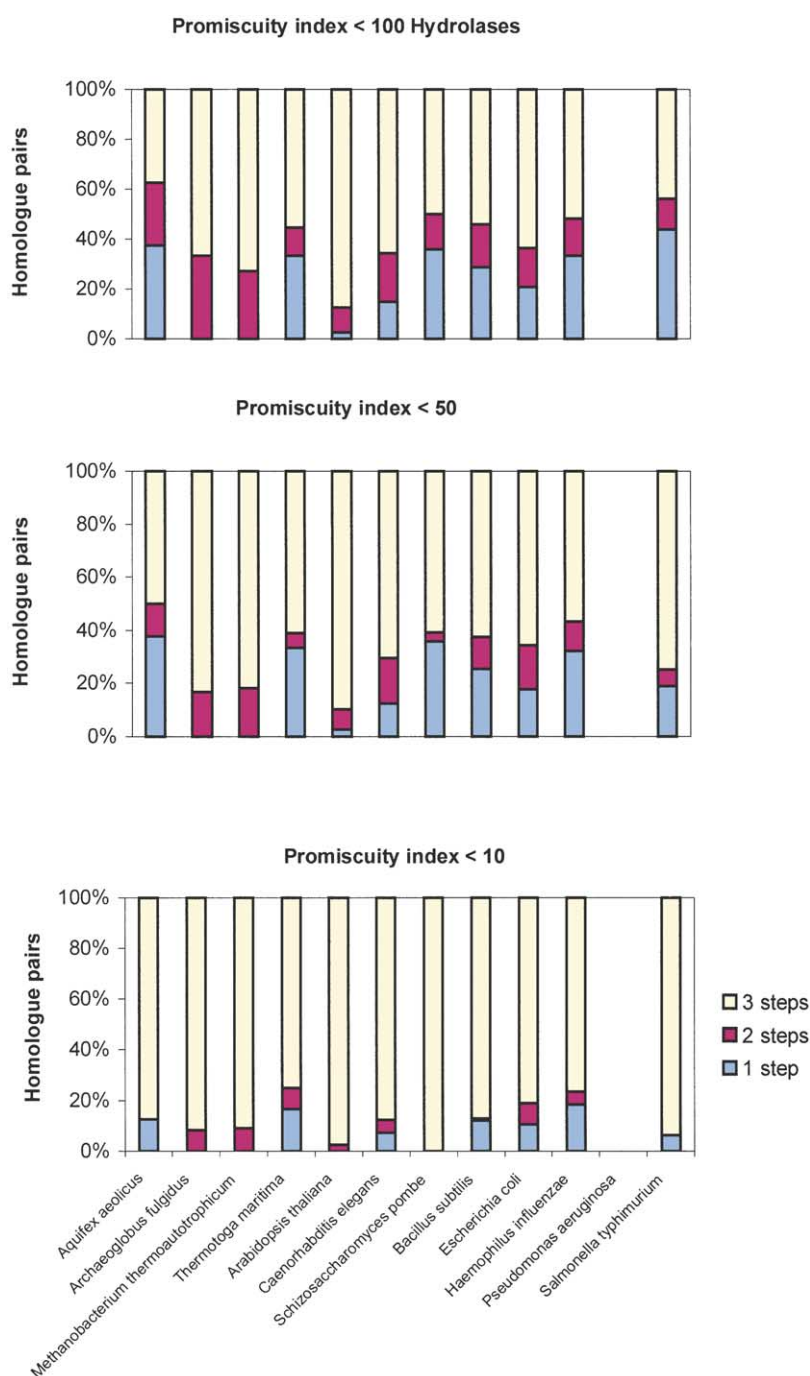 Promiscuity index < 100 Hydrolases
Homologue pairs
100%
80%
60%
40%
20%
0%
Promiscuity index < 50
Homologue pairs
100%
80%
60%
40%
20%
0%
Promiscuity index < 10
Homologue pairs
100%
80%
60%
40%
20%
0%
3 steps
2 steps
1 step
Aquifex aeolicus
Archaeoglobus fulgidus
Methanobacterium thermoautotrophicum
Thermotoga maritima
Arabidopsis thaliana
Caenorhabditis elegans
Schizosaccharomyces pombe
Bacillus subtilis
Escherichia coli
Haemophilus influenzae
Pseudomonas aeruginosa
Salmonella typhimurium